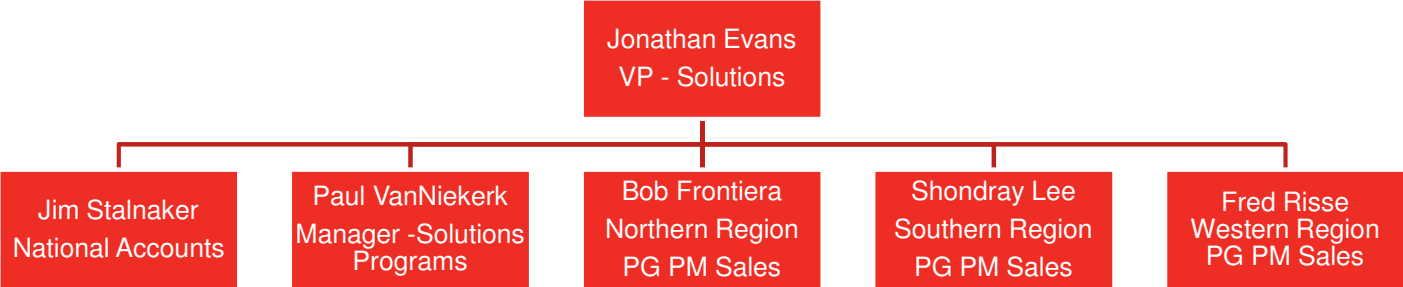 Jonathan Evans
VP - Solutions
Jim Stalnaker
National Accounts
Paul VanNiekerk
Manager -Solutions
Programs
Bob Frontiera
Northern Region
PG PM Sales
Shondray Lee
Southern Region
PG PM Sales
Fred Risse
Western Region
PG PM Sales